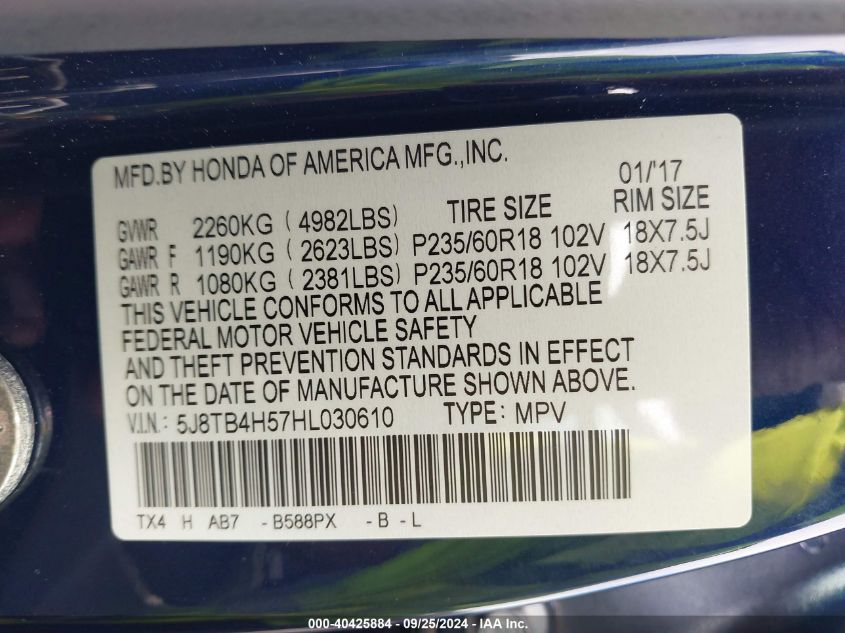 MFD.BY HONDA OF AMERICA MFG.,INC. 01/'17
TIRE SIZE RIM SIZE
GVWR 2260KG ( 4982LBS)
GAWR F 1190KG ( 2623LBS) P235/60R18 102V 18X7.5J
GAWR R 1080KG ( 2381LBS) P235/60R18 102V 18X7.5J
THIS VEHICLE CONFORMS TO ALL APPLICABLE
FEDERAL MOTOR VEHICLE SAFETY
AND THEFT PREVENTION STANDARDS IN EFFECT
ON THE DATE OF MANUFACTURE SHOWN ABOVE.
V.I.N.: 5J8TB4H57HL030610 TYPE: MPV
TX4 H AB7 -B588PX -B -L
000-40425884 - 09/25/2024 - IAA Inc.